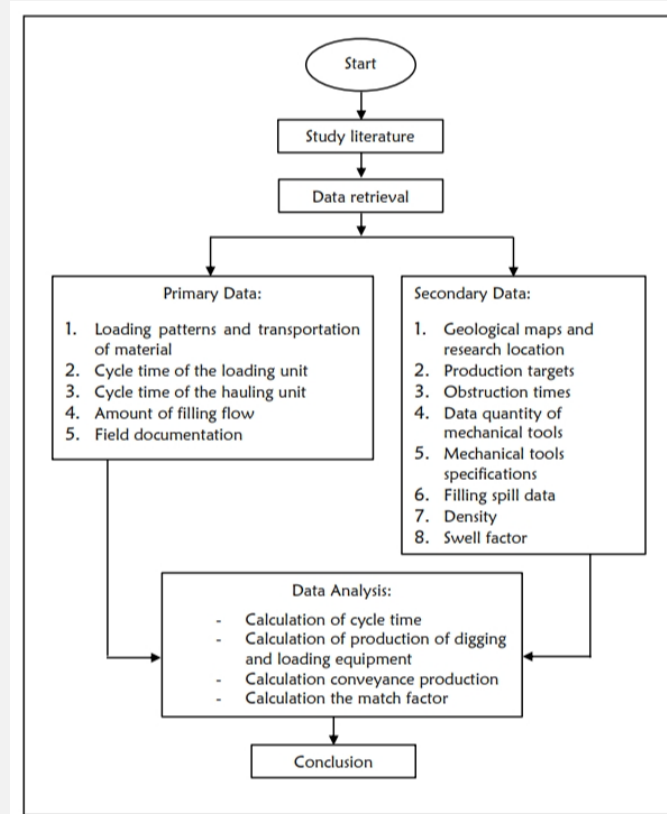 Start
Study literature
Data retrieval
Primary Data:
1. Loading patterns and transportation
of material
2. Cycle time of the loading unit
3. Cycle time of the hauling unit
4. Amount of filling flow
5. Field documentation
Secondary Data:
1. Geological maps and
research location
2. Production targets
3. Obstruction times
4. Data quantity of
mechanical tools
5. Mechanical tools
specifications
6. Filling spill data
7. Density
8. Swell factor
Data Analysis:
- Calculation of cycle time
- Calculation of production of digging
and loading equipment
- Calculation conveyance production
- Calculation the match factor
Conclusion